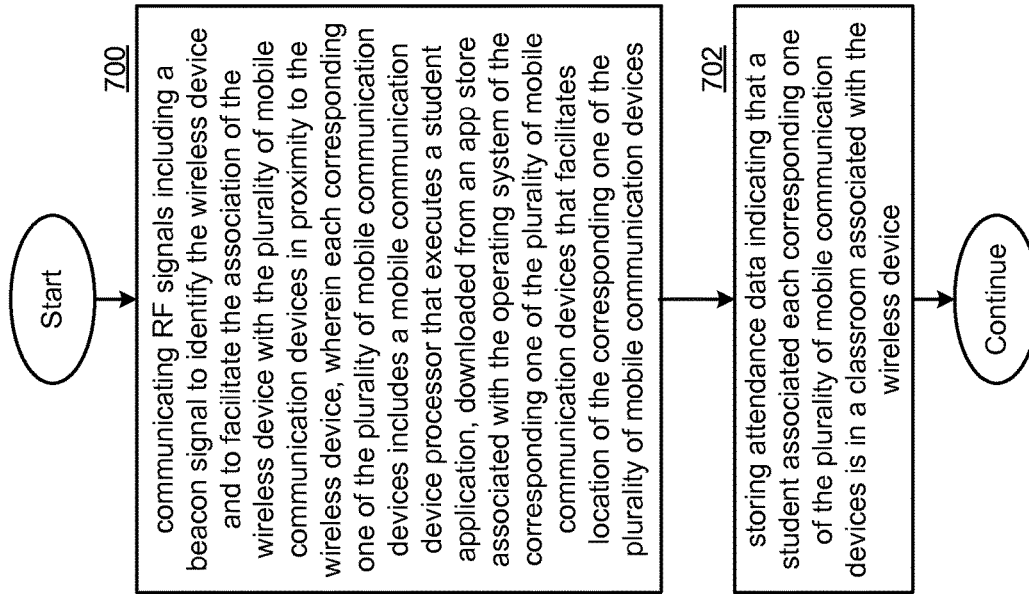 Start
700
communicating RF signals including a
beacon signal to identify the wireless device
and to facilitate the association of the
wireless device with the plurality of mobile
communication devices in proximity to the
wireless device, wherein each corresponding
one of the plurality of mobile communication
devices includes a mobile communication
device processor that executes a student
application, downloaded from an app store
associated with the operating system of the
corresponding one of the plurality of mobile
communication devices that facilitates
location of the corresponding one of the
plurality of mobile communication devices
702
storing attendance data indicating that a
student associated each corresponding one
of the plurality of mobile communication
devices is in a classroom associated with the
wireless device
Continue